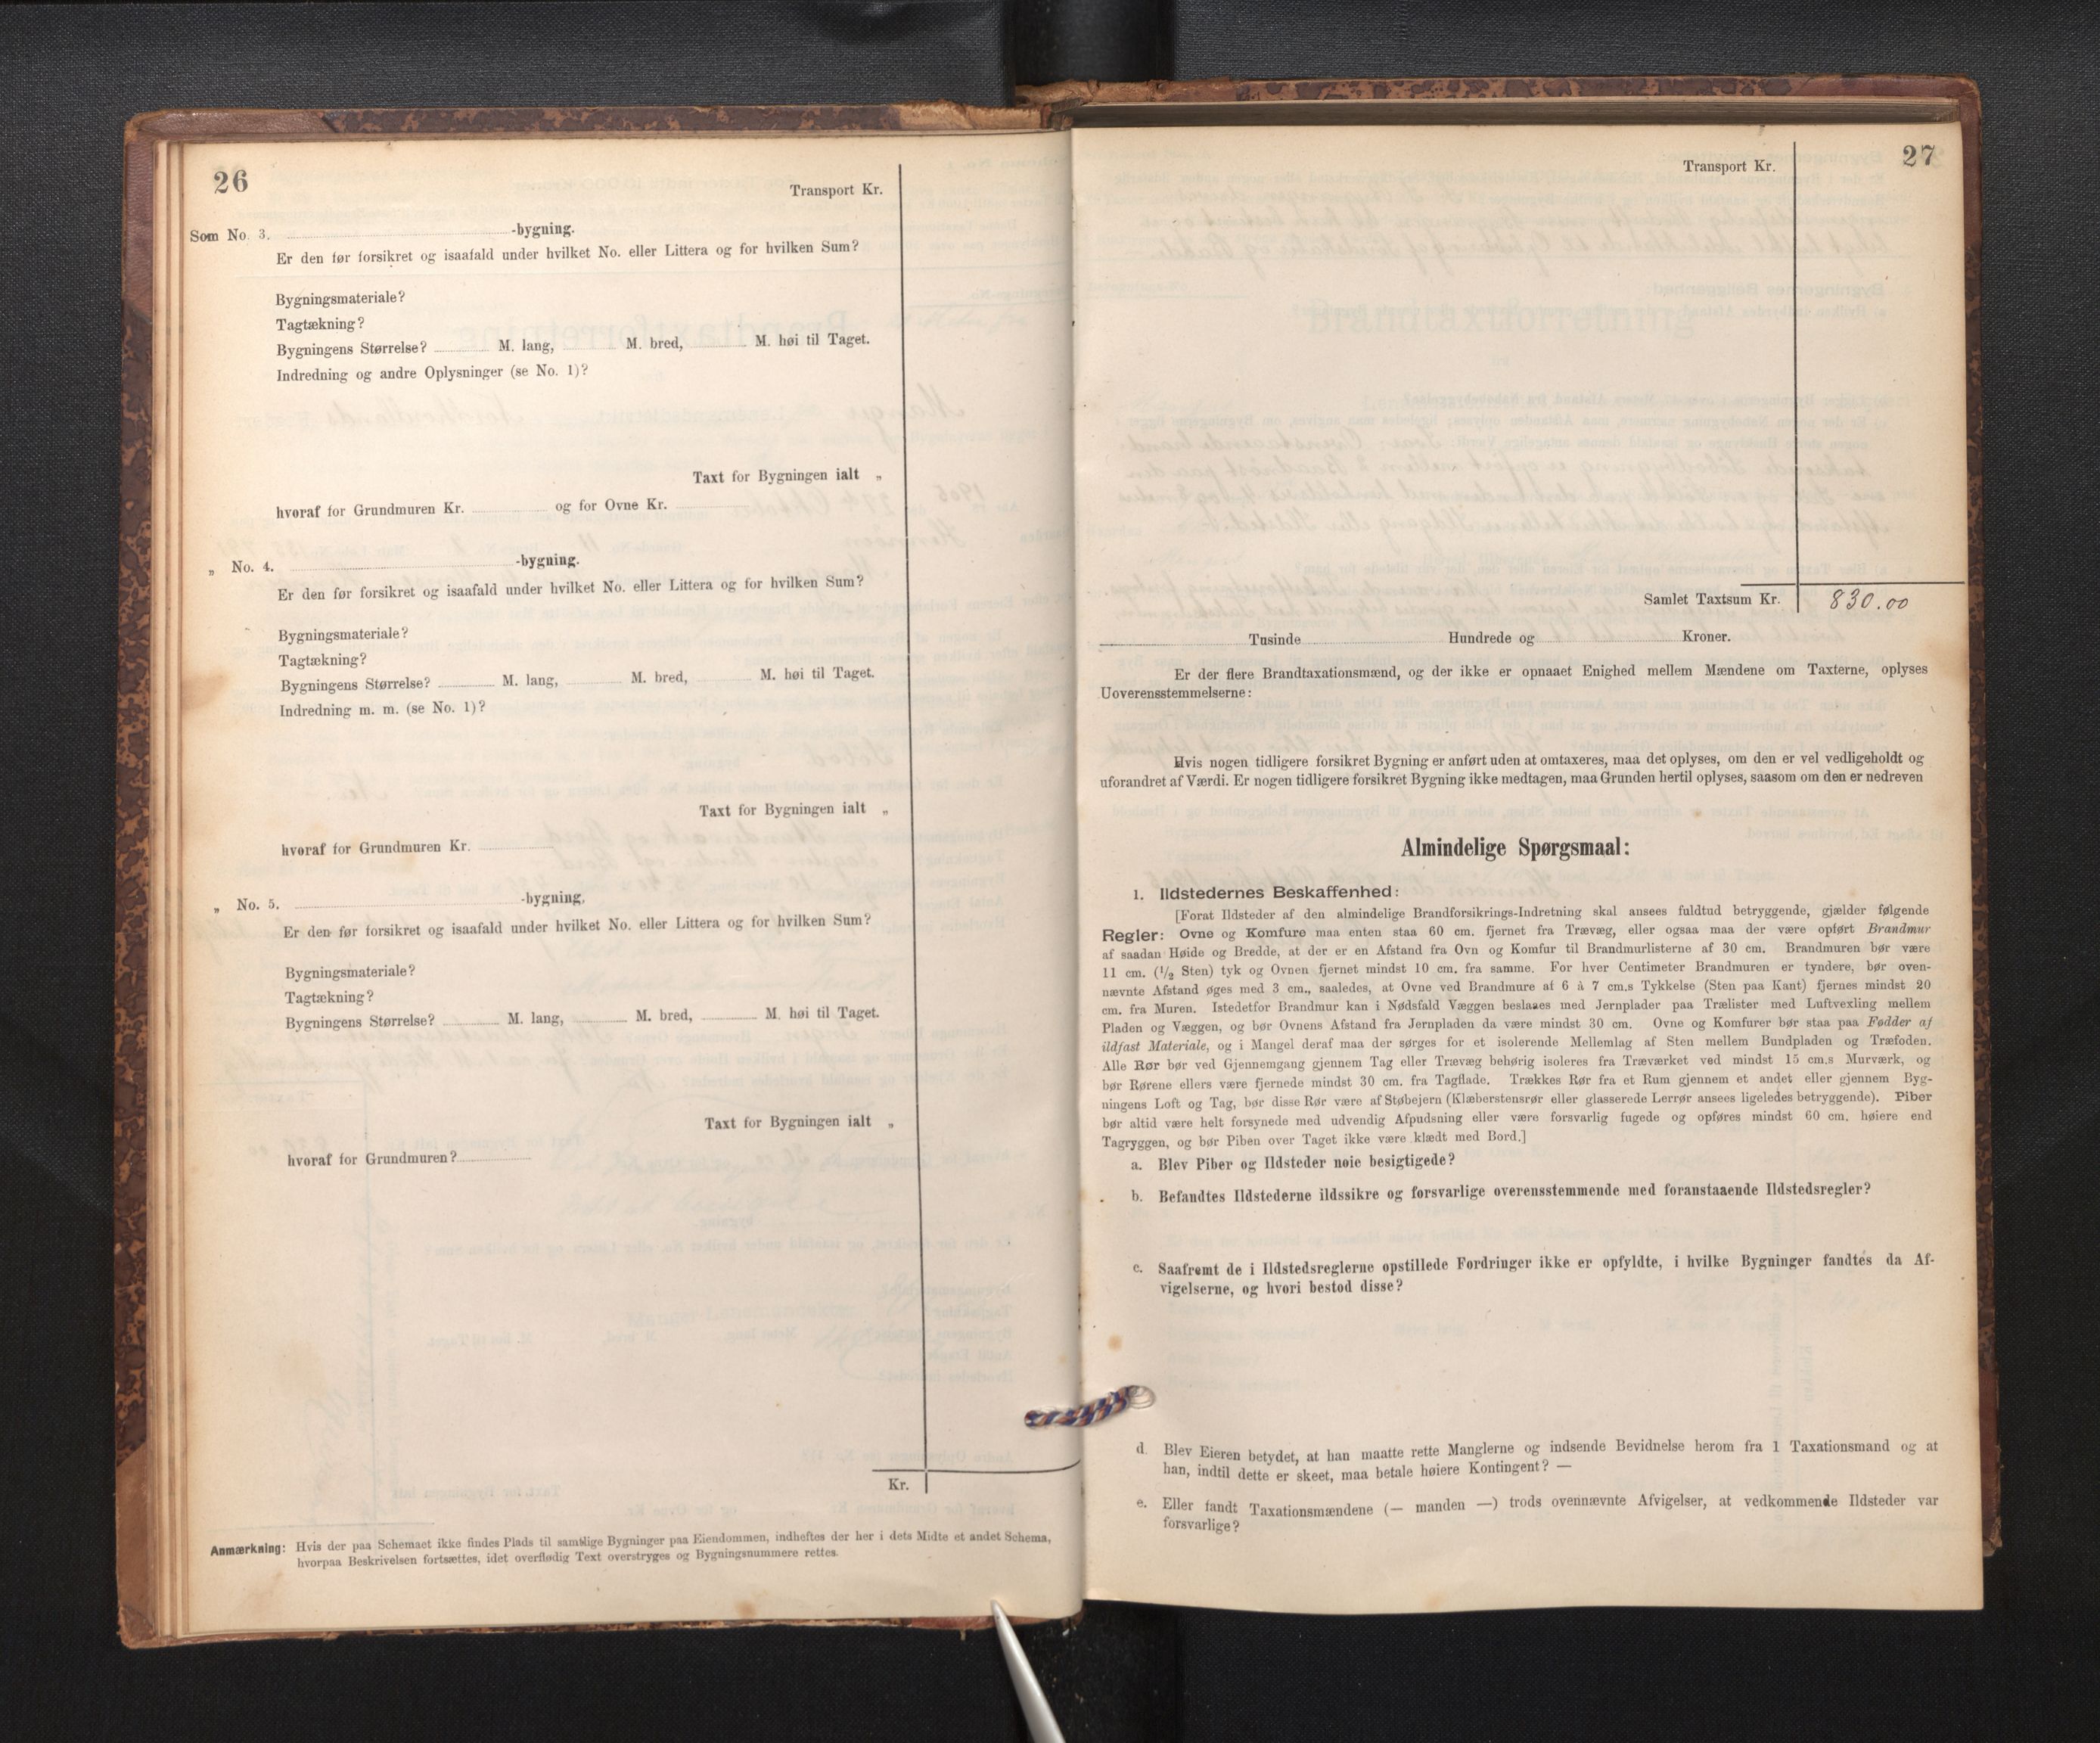 26
Transport Kr.
Som No. 3. -bygning.
Er den før forsikret og isaafald under hvilket No. eller Littera og for hvilken Sum?
Bygningsmateriale?
Tagtækning?
Bygningens Størrelse? M. lang, M. bred, M. høi til Taget.
Indredning og andre Oplysninger (se No. 1)?
Taxt for Bygningen ialt „
hvoraf for Grundmuren Kr. og for Ovne Kr.
„ No. 4. -bygning.
Er den før forsikret og isaafald under hvilket No. eller Littera og for hvilken Sum?
Bygningsmateriale?
Tagtækning?
Bygningens Størrelse? M. lang, M. bred, M. høi til Taget.
Indredning m. m. (se No. 1)?
Taxt for Bygningen ialt „
hvoraf for Grundmuren Kr.
„ No. 5. -bygning.
Er den før forsikret og isaafald under hvilket No. eller Littera og for hvilken Sum?
Bygningsmateriale?
Tagtækning?
Bygningens Størrelse? M. lang, M. bred, M. høi til Taget.
Taxt for Bygningen ialt „
hvoraf for Grundmuren?
Kr.
Anmærkning: Hvis der paa Schemaet ikke findes Plads til samtlige Bygninger paa Eiendommen, indheftes der her i dets Midte et andet Schema,
hvorpaa Beskrivelsen fortsættes, idet overflødig Text overstryges og Bygningsnummere rettes.
27
Transport Kr.
Samlet Taxtsum Kr. 830.00
Tusinde Hundrede og Kroner.
Er der flere Brandtaxationsmænd, og der ikke er opnaaet Enighed mellem Mændene om Taxterne, oplyses
Uoverensstemmelserne:
Hvis nogen tidligere forsikret Bygning er anført uden at omtaxeres, maa det oplyses, om den er vel vedligeholdt og
uforandret af Værdi. Er nogen tidligere forsikret Bygning ikke medtagen, maa Grunden hertil oplyses, saasom om den er nedreven
Almindelige Spørgsmaal:
1. Ildstedernes Beskaffenhed:
[Forat Ildsteder af den almindelige Brandforsikrings-Indretning skal ansees fuldtud betryggende, gjælder følgende
Regler: Ovne og Komfure maa enten staa 60 cm. fjernet fra Trævæg, eller ogsaa maa der være opført Brandmur
af saadan Høide og Bredde, at der er en Afstand fra Ovn og Komfur til Brandmurlisterne af 30 cm. Brandmuren bør være
11 cm. (1/2 Sten) tyk og Ovnen fjernet mindst 10 cm. fra samme. For hver Centimeter Brandmuren er tyndere, bør oven-
nævnte Afstand øges med 3 cm., saaledes, at Ovne ved Brandmure af 6 à 7 cm.s Tykkelse (Sten paa Kant) fjernes mindst 20
cm. fra Muren. Istedetfor Brandmur kan i Nødsfald Væggen beslaaes med Jernplader paa Trælister med Luftvexling mellem
Pladen og Væggen, og bør Ovnens Afstand fra Jernpladen da være mindst 30 cm. Ovne og Komfurer bør staa paa Fødder af
ildfast Materiale, og i Mangel deraf maa der sørges for et isolerende Mellemlag af Sten mellem Bundpladen og Træfoden.
Alle Rør bør ved Gjennemgang gjennem Tag eller Trævæg behørig isoleres fra Træværket ved mindst 15 cm.s Murværk, og
bør Rørene ellers være fjernede mindst 30 cm. fra Tagflade. Trækkes Rør fra et Rum gjennem et andet eller gjennem Byg-
ningens Loft og Tag, bør disse Rør være af Støbejern (Klæberstensrør eller glasserede Lerrør ansees ligeledes betryggende). Piber
bør altid være helt forsynede med udvendig Afpudsning eller være forsvarlig fugede og opføres mindst 60 cm. høiere end
Tagryggen, og bør Piben over Taget ikke være klædt med Bord.]
a. Blev Piber og Ildsteder nøie besigtigede?
b. Befandtes Ildstederne ildssikre og forsvarlige overensstemmende med foranstaaende Ildstedsregler?
c. Saafremt de i Ildstedsreglerne opstillede Fordringer ikke er opfyldte, i hvilke Bygninger fandtes da Af-
vigelserne, og hvori bestod disse?
d. Blev Eieren betydet, at han maatte rette Manglerne og indsende Bevidnelse herom fra 1 Taxationsmand og at
han, indtil dette er skeet, maa betale høiere Kontingent? —
e. Eller fandt Taxationsmændene (— manden —) trods ovennævnte Afvigelser, at vedkommende Ildsteder var
forsvarlige?